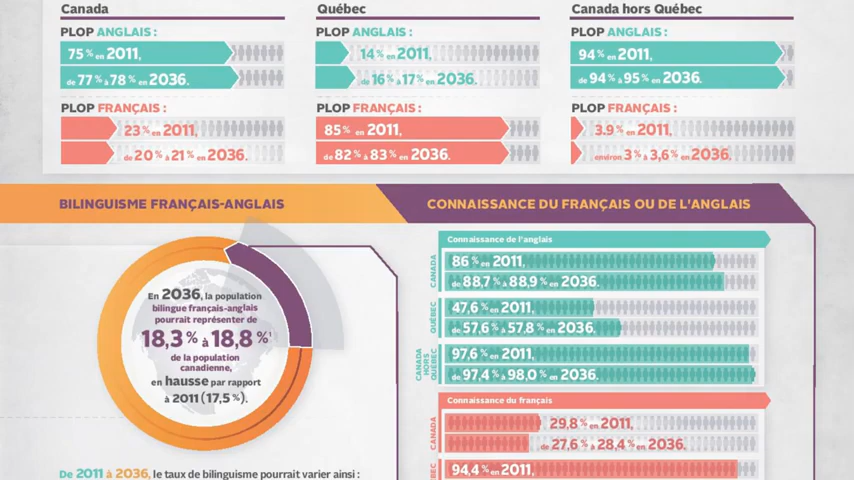 Canada
PLOP ANGLAIS :
75 % en 2011,
de 77 % à 78 % en 2036.
PLOP FRANÇAIS :
23 % en 2011,
de 20 % à 21 % en 2036.
Québec
PLOP ANGLAIS :
14 % en 2011,
de 16 % à 17 % en 2036.
PLOP FRANÇAIS :
85 % en 2011,
de 82 % à 83 % en 2036.
Canada hors Québec
PLOP ANGLAIS :
94 % en 2011,
de 94 % à 95 % en 2036.
PLOP FRANÇAIS :
3.9 % en 2011,
environ 3 % à 3,6 % en 2036.
BILINGUISME FRANÇAIS-ANGLAIS
En 2036, la population
bilingue français-anglais
pourrait représenter de
18,3 % à 18,8 %¹
de la population
canadienne,
en hausse par rapport
à 2011 (17,5 %).
De 2011 à 2036, le taux de bilinguisme pourrait varier ainsi :
CONNAISSANCE DU FRANÇAIS OU DE L'ANGLAIS
Connaissance de l'anglais
CANADA
86 % en 2011,
de 88,7 % à 88,9 % en 2036.
QUÉBEC
47,6 % en 2011,
de 57,6 % à 57,8 % en 2036.
CANADA
HORS
QUÉBEC
97,6 % en 2011,
de 97,4 % à 98,0 % en 2036.
Connaissance du français
CANADA
29,8 % en 2011,
de 27,6 % à 28,4 % en 2036.
BEC
94,4 % en 2011,